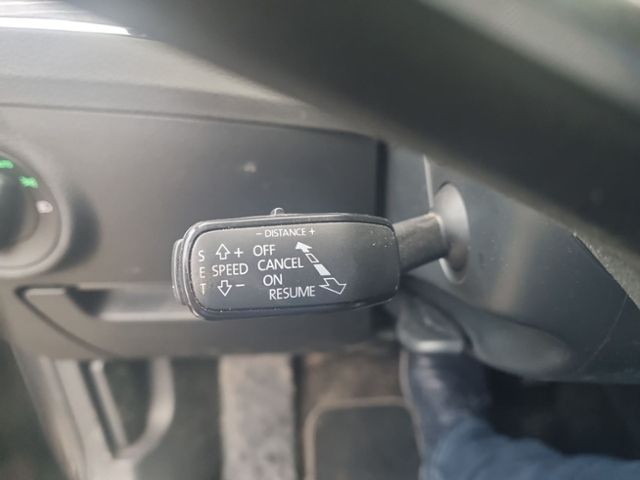 - DISTANCE +
S E T
+
SPEED
-
OFF
CANCEL
ON
RESUME